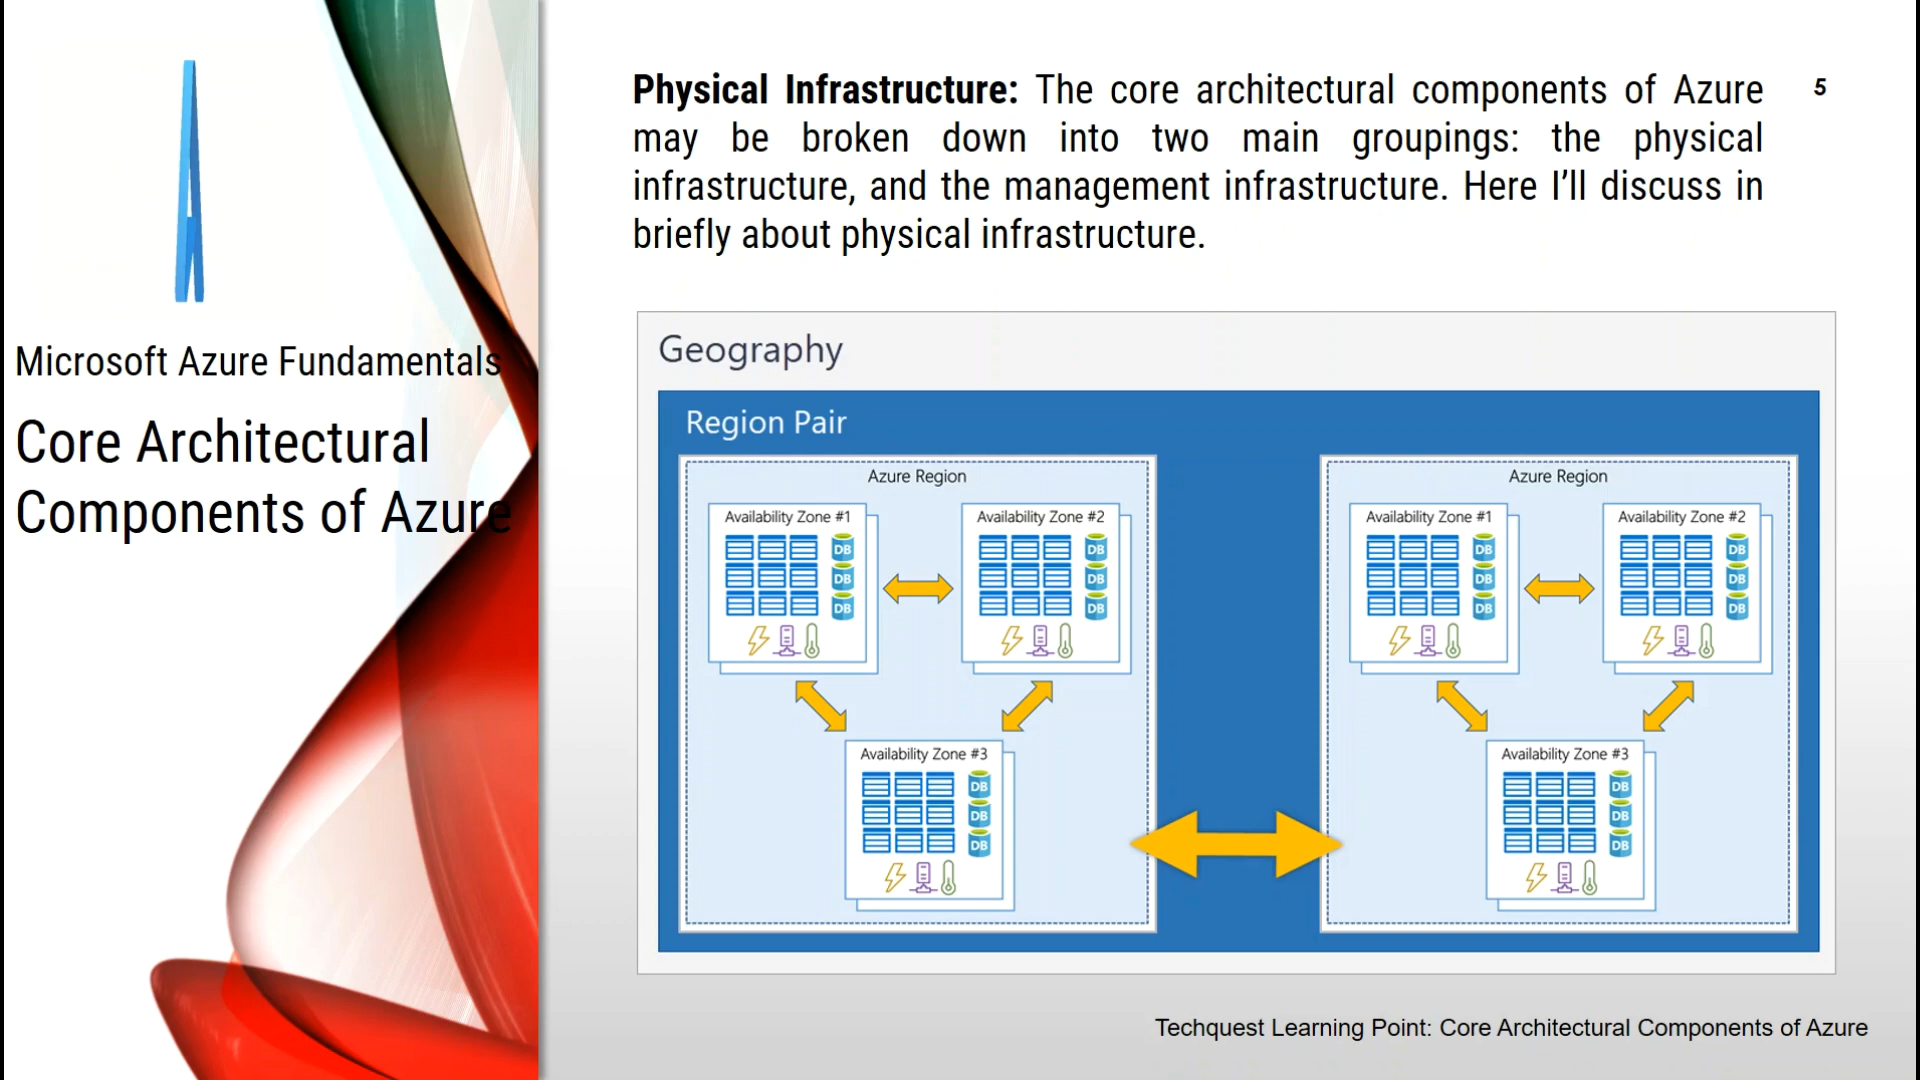 Microsoft Azure Fundamentals
Core Architectural
Components of Azure
Physical Infrastructure: The core architectural components of Azure
may be broken down into two main groupings: the physical
infrastructure, and the management infrastructure. Here I’ll discuss in
briefly about physical infrastructure.
5
Geography
Region Pair
Azure Region
Availability Zone #1
DB
DB
DB
Availability Zone #2
DB
DB
DB
Availability Zone #3
DB
DB
DB
Azure Region
Availability Zone #1
DB
DB
DB
Availability Zone #2
DB
DB
DB
Availability Zone #3
DB
DB
DB
Techquest Learning Point: Core Architectural Components of Azure